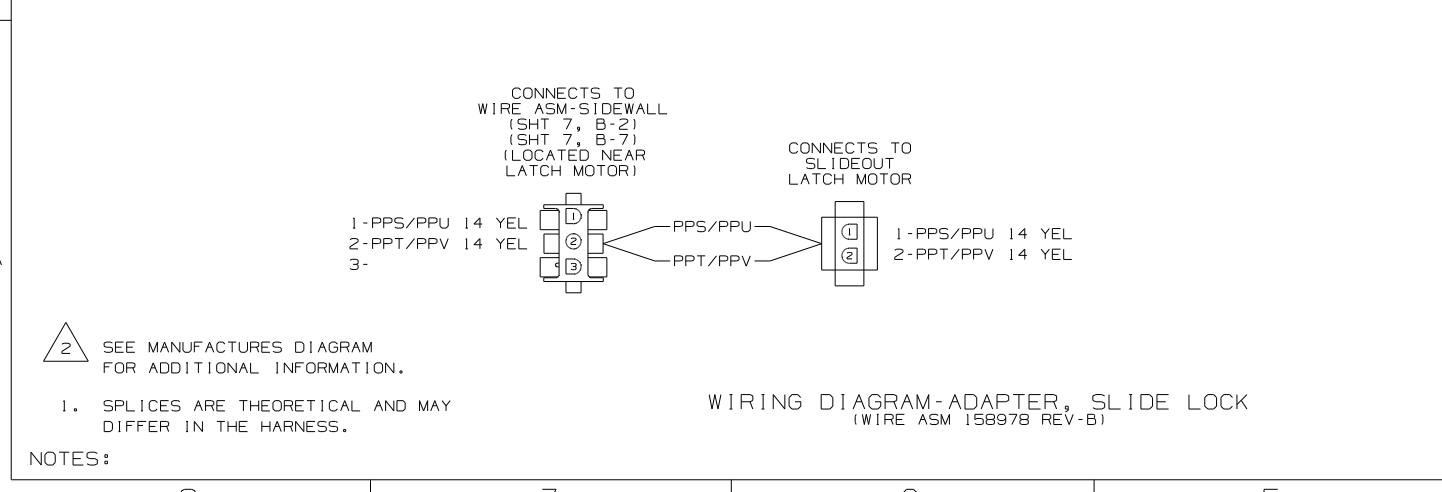 CONNECTS TO
WIRE ASM-SIDEWALL
(SHT 7, B-2)
(SHT 7, B-7)
(LOCATED NEAR
LATCH MOTOR)
CONNECTS TO
SLIDEOUT
LATCH MOTOR
1-PPS/PPU 14 YEL
2-PPT/PPV 14 YEL
3-
1
2
3
PPS/PPU
PPT/PPV
1
2
1-PPS/PPU 14 YEL
2-PPT/PPV 14 YEL
2 SEE MANUFACTURES DIAGRAM
FOR ADDITIONAL INFORMATION.
1. SPLICES ARE THEORETICAL AND MAY
DIFFER IN THE HARNESS.
NOTES:
WIRING DIAGRAM-ADAPTER, SLIDE LOCK
(WIRE ASM 158978 REV-B)